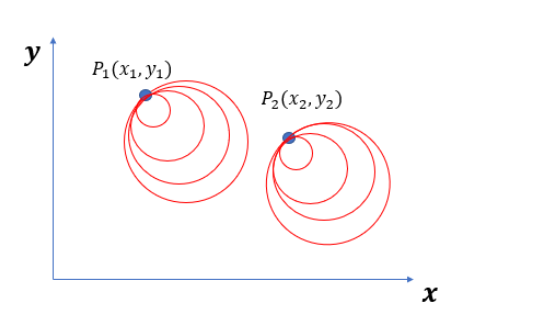 y
P₁(x₁, y₁)
P₂(x₂, y₂)
x